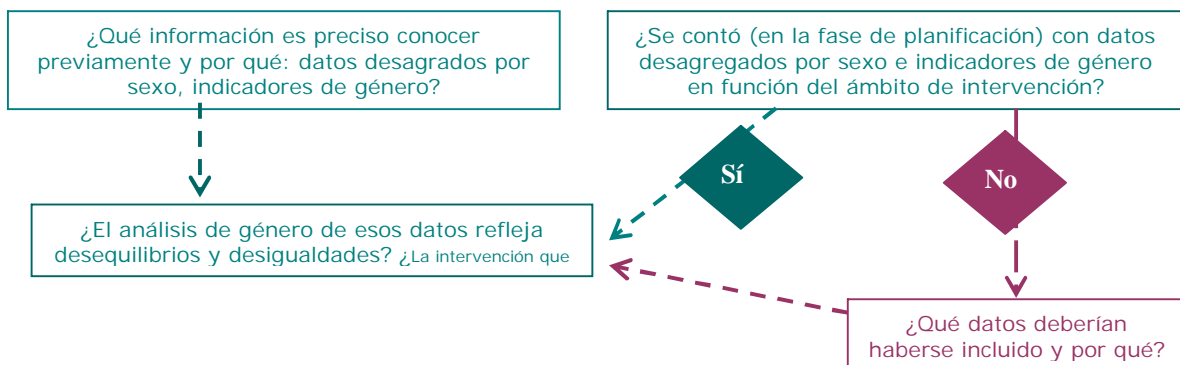 ¿Qué información es preciso conocer
previamente y por qué: datos desagrados por
sexo, indicadores de género?
¿Se contó (en la fase de planificación) con datos
desagregados por sexo e indicadores de género
en función del ámbito de intervención?
Sí
No
¿El análisis de género de esos datos refleja
desequilibrios y desigualdades? ¿La intervención que
¿Qué datos deberían
haberse incluido y por qué?